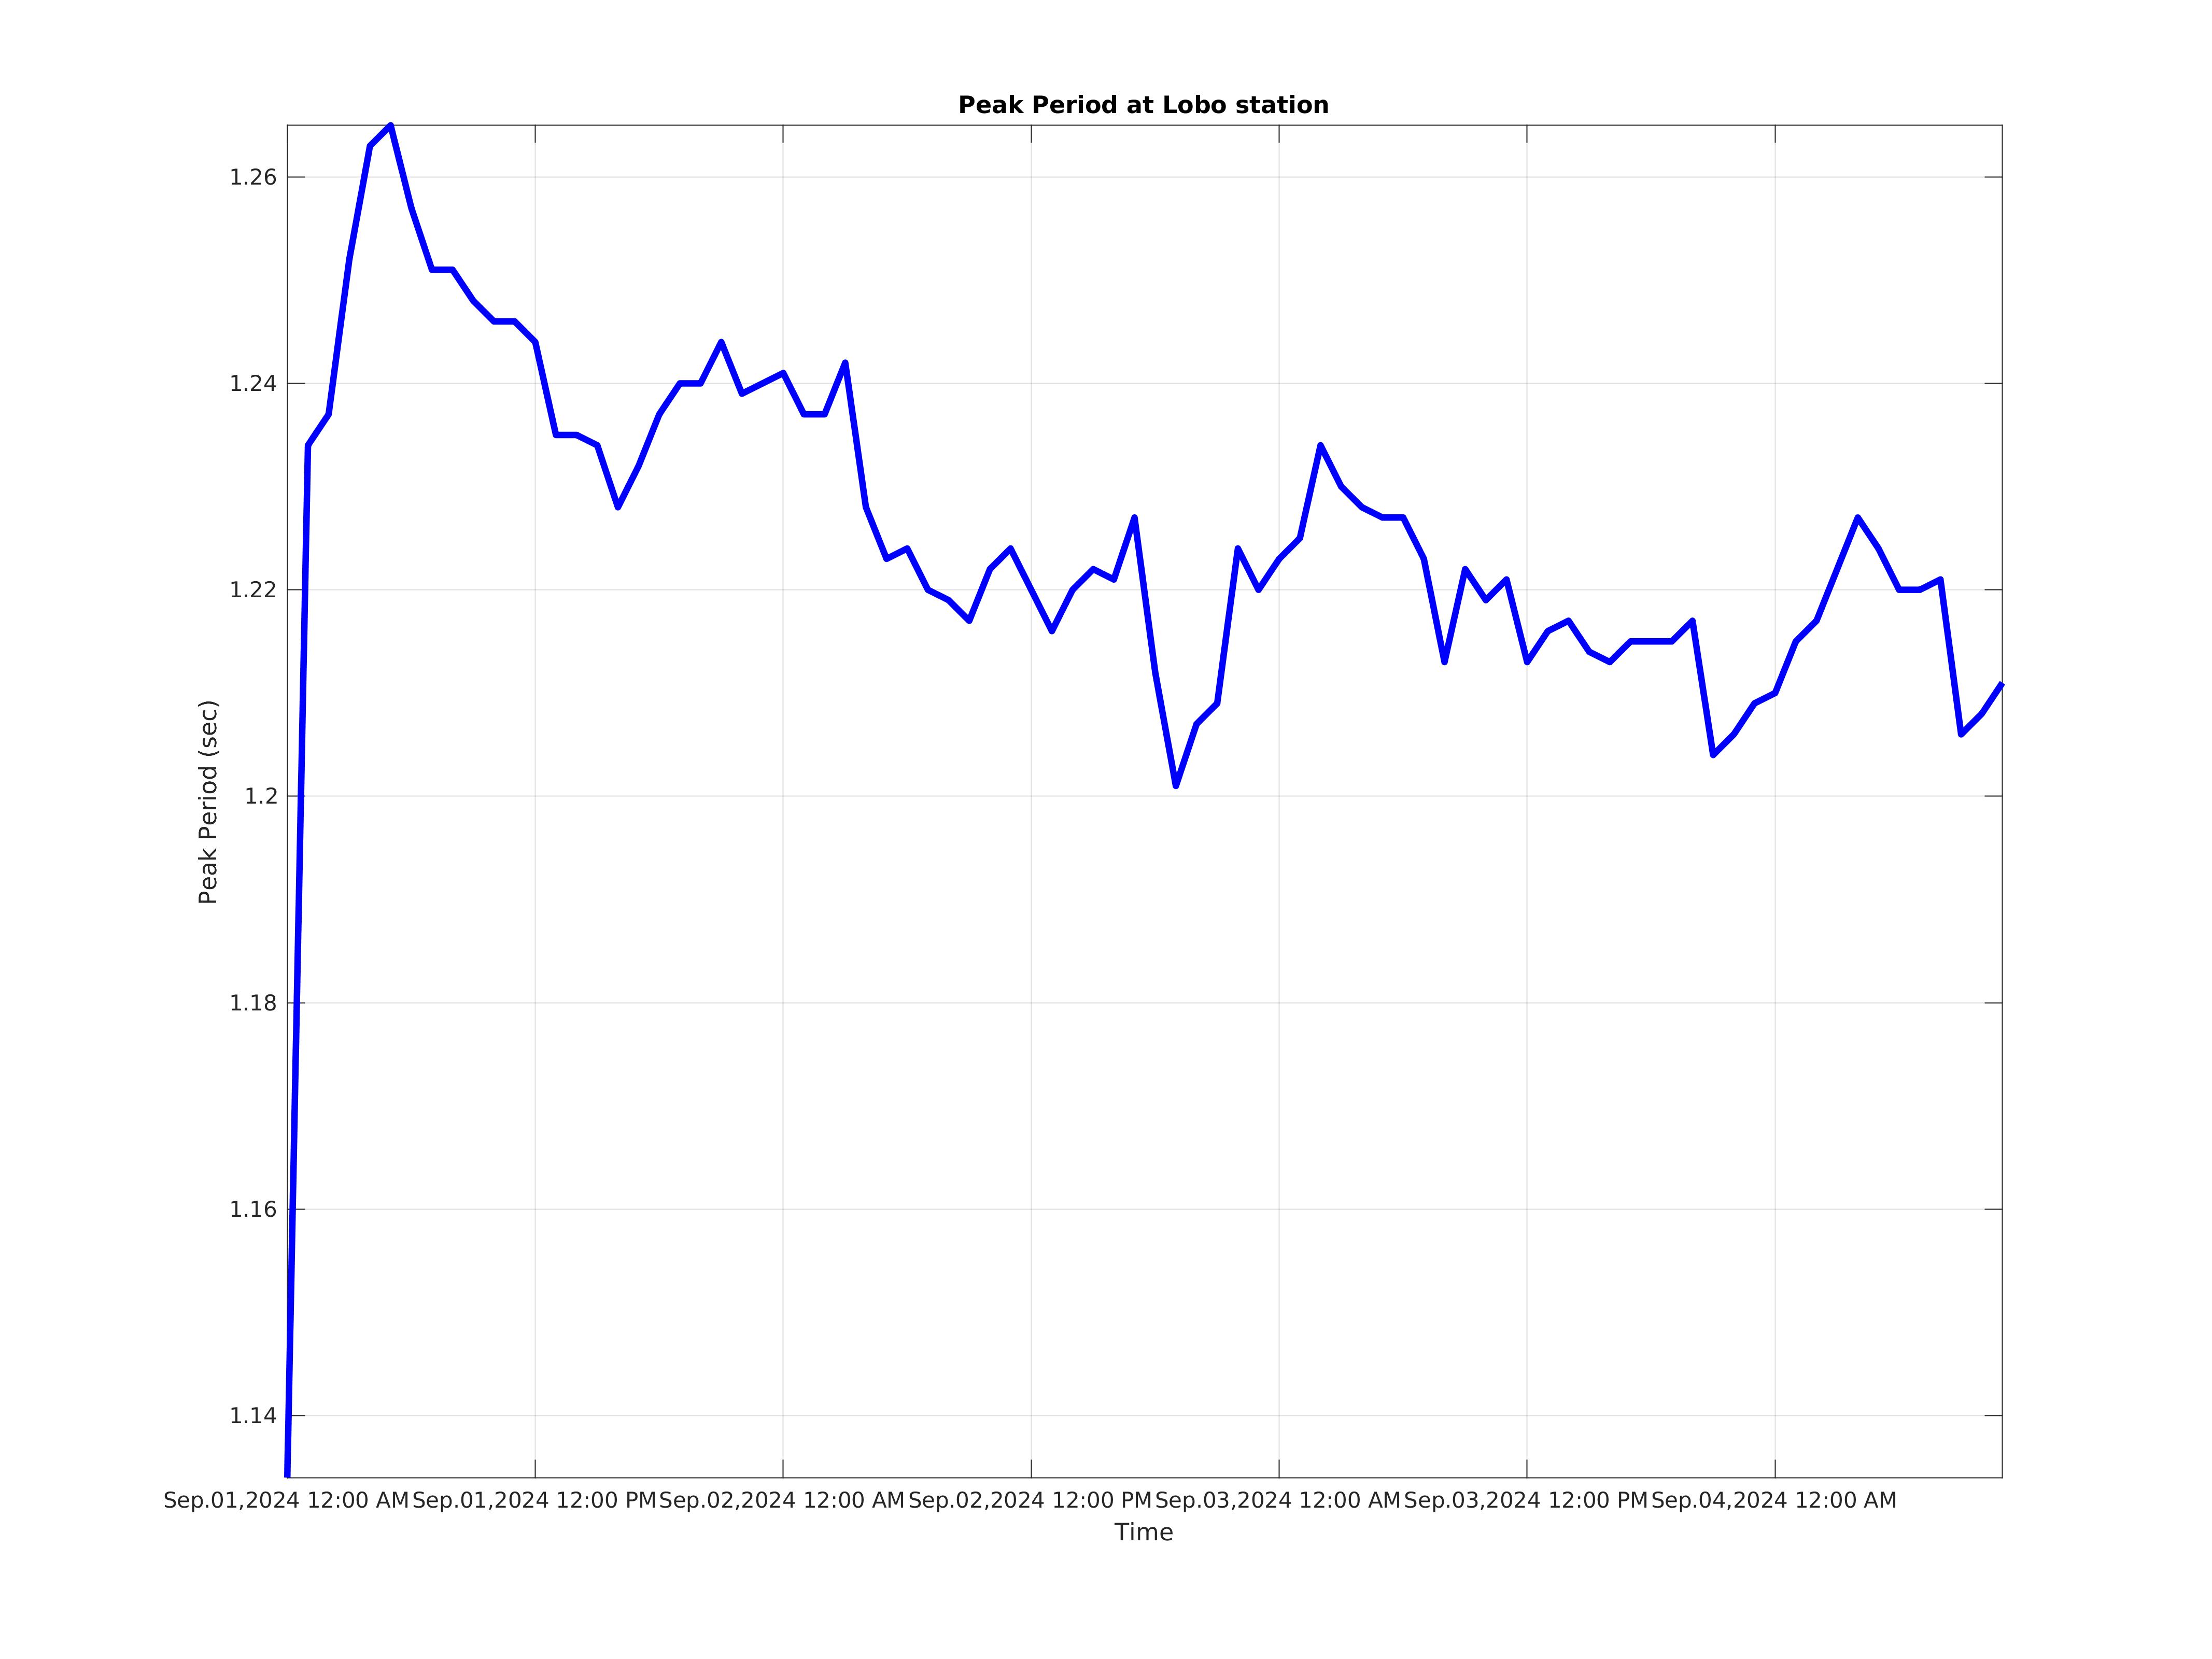 Peak Period at Lobo station
1.26
1.24
1.22
1.2
1.18
1.16
1.14
Peak Period (sec)
Sep.01,2024 12:00 AM Sep.01,2024 12:00 PM Sep.02,2024 12:00 AM Sep.02,2024 12:00 PM Sep.03,2024 12:00 AM Sep.03,2024 12:00 PM Sep.04,2024 12:00 AM
Time